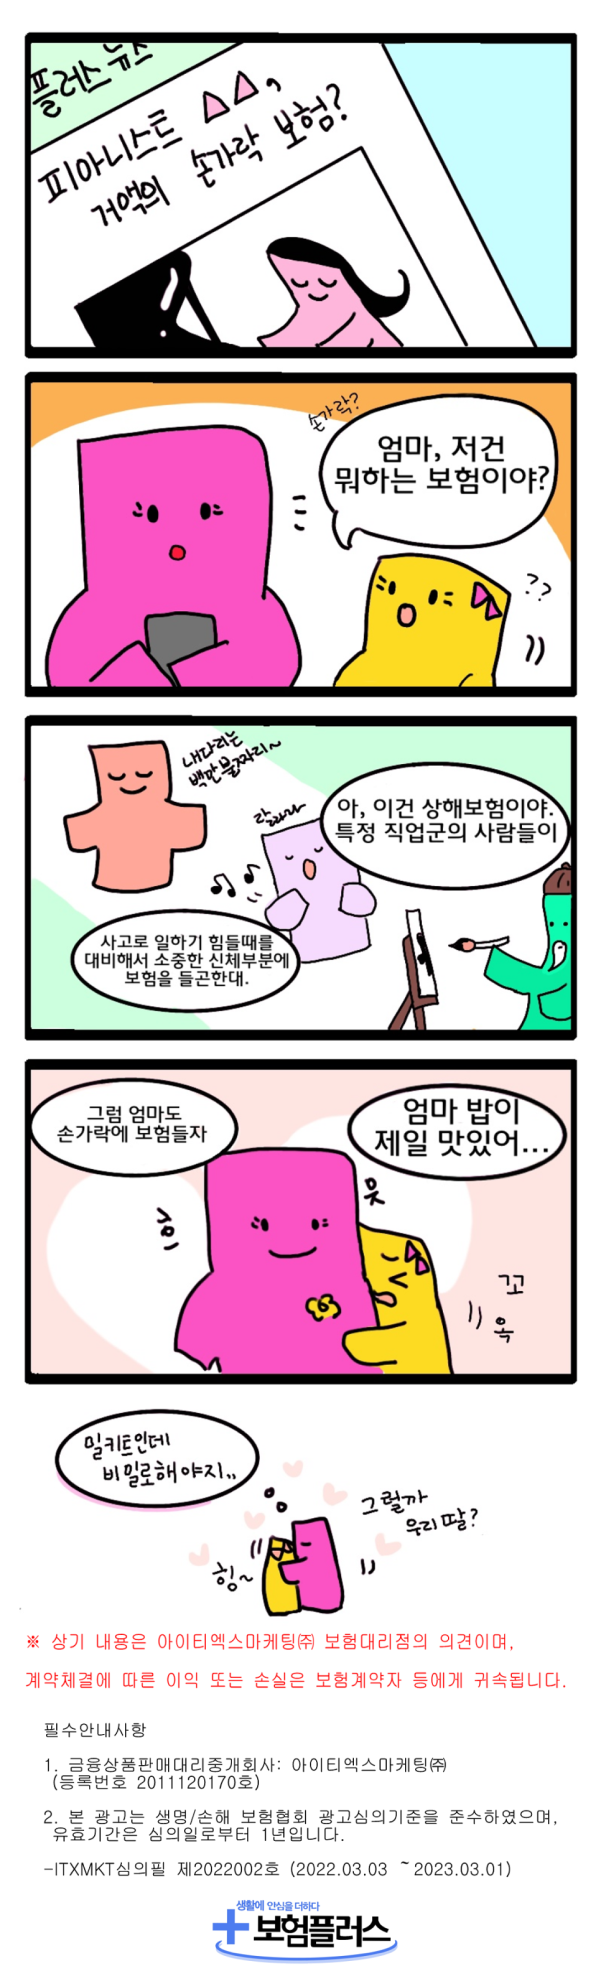 플러스 뉴스
피아니스트 △△,
거액의 손가락 보험?
손가락?
엄마, 저건
뭐하는 보험이야?
??
내다리는
백만불짜리~
랄라라
아, 이건 상해보험이야.
특정 직업군의 사람들이
사고로 일하기 힘들때를
대비해서 소중한 신체부분에
보험을 들곤한대.
그럼 엄마도
손가락에 보험들자
엄마 밥이
제일 맛있어...
읏
꼬
옥
밀키트인데
비밀로해야지..
그럴까
우리딸?
힝~
※ 상기 내용은 아이티엑스마케팅㈜ 보험대리점의 의견이며,
계약체결에 따른 이익 또는 손실은 보험계약자 등에게 귀속됩니다.
필수안내사항
1. 금융상품판매대리중개회사: 아이티엑스마케팅㈜
(등록번호 2011120170호)
2. 본 광고는 생명/손해 보험협회 광고심의기준을 준수하였으며,
유효기간은 심의일로부터 1년입니다.
-ITXMKT심의필 제2022002호 (2022.03.03 ~2023.03.01)
생활에 안심을 더하다
보험플러스